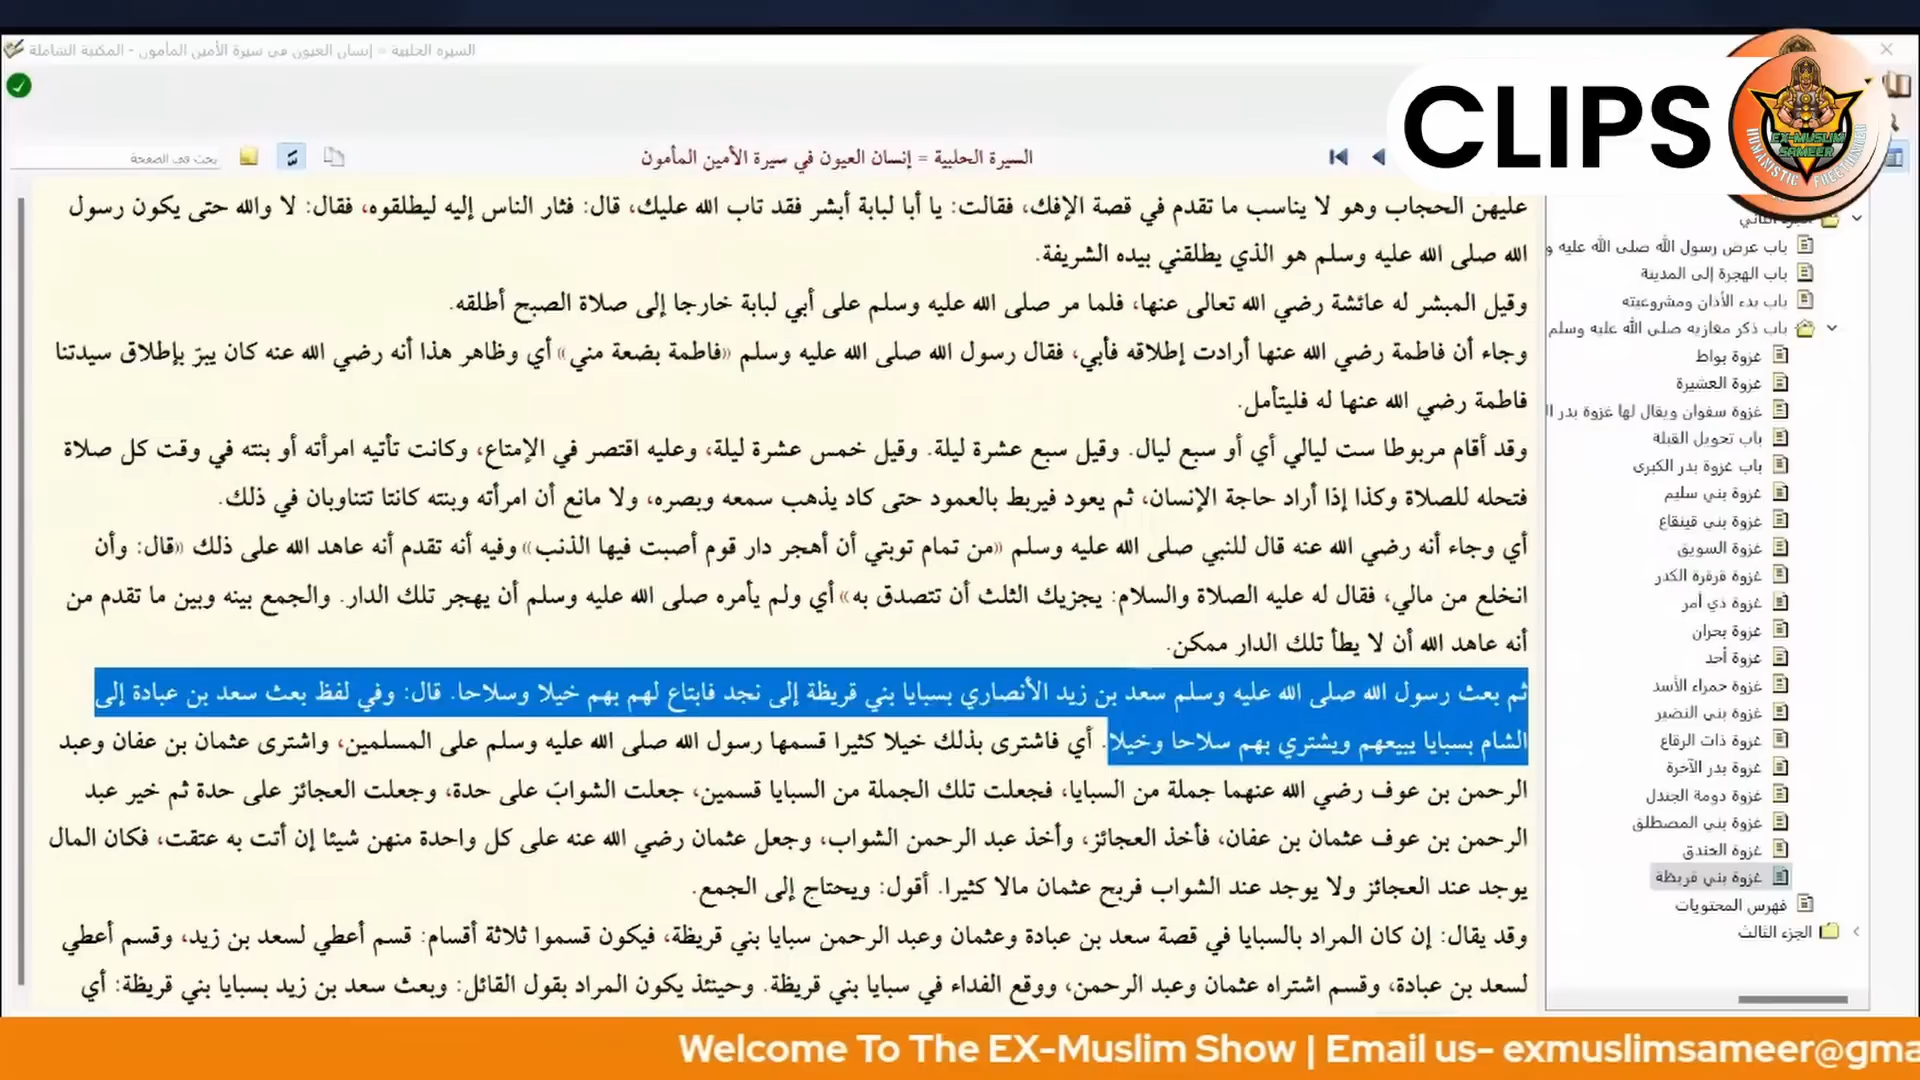 السيرة الحلبية = إنسان العيون في سيرة الأمين المأمون - المكتبة الشاملة
CLIPS
EX-MUSLIM
SAMEER
HUMANISTIC FREETHINKER
بحث في الصفحة
السيرة الحلبية = إنسان العيون في سيرة الأمين المأمون
عليهن الحجاب وهو لا يناسب ما تقدم في قصة الإفك، فقالت: يا أبا لبابة أبشر فقد تاب الله عليك، قال: فثار الناس إليه ليطلقوه، فقال: لا والله حتى يكون رسول
الله صلى الله عليه وسلم هو الذي يطلقني بيده الشريفة.
وقيل المبشر له عائشة رضي الله تعالى عنها، فلما مر صلى الله عليه وسلم على أبي لبابة خارجا إلى صلاة الصبح أطلقه.
وجاء أن فاطمة رضي الله عنها أرادت إطلاقه فأبي، فقال رسول الله صلى الله عليه وسلم «فاطمة بضعة مني» أي وظاهر هذا أنه رضي الله عنه كان يبرّ بإطلاق سيدتنا
فاطمة رضي الله عنها له فليتأمل.
وقد أقام مربوطا ست ليالي أي أو سبع ليال. وقيل سبع عشرة ليلة. وقيل خمس عشرة ليلة، وعليه اقتصر في الإمتاع، وكانت تأتيه امرأته أو بنته في وقت كل صلاة
فتحله للصلاة وكذا إذا أراد حاجة الإنسان، ثم يعود فيربط بالعمود حتى كاد يذهب سمعه وبصره، ولا مانع أن امرأته وبنته كانتا تتناوبان في ذلك.
أي وجاء أنه رضي الله عنه قال للنبي صلى الله عليه وسلم «من تمام توبتي أن أهجر دار قوم أصبت فيها الذنب» وفيه أنه تقدم أنه عاهد الله على ذلك «قال: وأن
انخلع من مالي، فقال له عليه الصلاة والسلام: يجزيك الثلث أن تتصدق به» أي ولم يأمره صلى الله عليه وسلم أن يهجر تلك الدار. والجمع بينه وبين ما تقدم من
أنه عاهد الله أن لا يطأ تلك الدار ممكن.
ثم بعث رسول الله صلى الله عليه وسلم سعد بن زيد الأنصاري بسبايا بني قريظة إلى نجد فابتاع لهم بهم خيلا وسلاحا. قال: وفي لفظ بعث سعد بن عبادة إلى
الشام بسبايا يبيعهم ويشتري بهم سلاحا وخيلا. أي فاشترى بذلك خيلا كثيرا قسمها رسول الله صلى الله عليه وسلم على المسلمين، واشترى عثمان بن عفان وعبد
الرحمن بن عوف رضي الله عنهما جملة من السبايا، فجعلت تلك الجملة من السبايا قسمين، جعلت الشوابّ على حدة، وجعلت العجائز على حدة ثم خير عبد
الرحمن بن عوف عثمان بن عفان، فأخذ العجائز، وأخذ عبد الرحمن الشواب، وجعل عثمان رضي الله عنه على كل واحدة منهن شيئا إن أتت به عتقت، فكان المال
يوجد عند العجائز ولا يوجد عند الشواب فربح عثمان مالا كثيرا. أقول: ويحتاج إلى الجمع.
وقد يقال: إن كان المراد بالسبايا في قصة سعد بن عبادة وعثمان وعبد الرحمن سبايا بني قريظة، فيكون قسموا ثلاثة أقسام: قسم أعطي لسعد بن زيد، وقسم أعطي
لسعد بن عبادة، وقسم اشتراه عثمان وعبد الرحمن، ووقع الفداء في سبايا بني قريظة. وحينئذ يكون المراد بقول القائل: وبعث سعد بن زيد بسبايا بني قريظة: أي
الجزء الثاني
باب عرض رسول الله صلى الله عليه و
باب الهجرة إلى المدينة
باب بدء الأذان ومشروعيته
باب ذكر مغازيه صلى الله عليه وسلم
غزوة بواط
غزوة العشيرة
غزوة سفوان ويقال لها غزوة بدر ال
باب تحويل القبلة
باب غزوة بدر الكبرى
غزوة بني سليم
غزوة بني قينقاع
غزوة السويق
غزوة قرقرة الكدر
غزوة ذي أمر
غزوة بحران
غزوة أحد
غزوة حمراء الأسد
غزوة بني النضير
غزوة ذات الرقاع
غزوة بدر الآخرة
غزوة دومة الجندل
غزوة بني المصطلق
غزوة الخندق
غزوة بني قريظة
فهرس المحتويات
الجزء الثالث
Welcome To The EX-Muslim Show | Email us- exmuslimsameer@gma